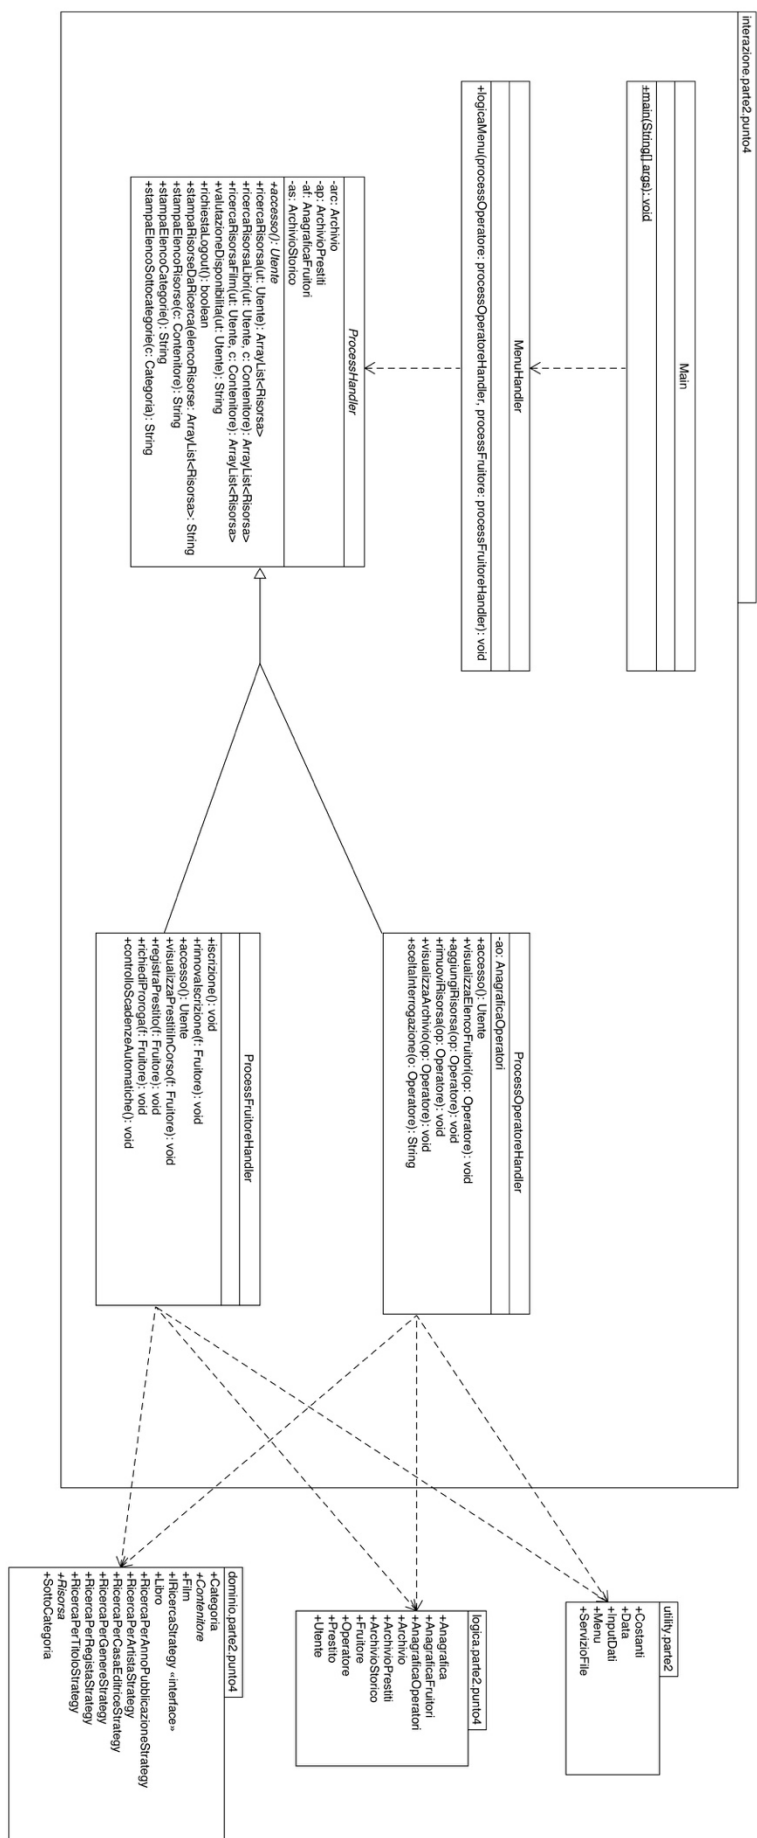 interazione.parte2.punto4
Main
+main(String[] args): void
MenuHandler
+logicaMenu(processOperatore: processOperatoreHandler, processFruitore: processFruitoreHandler): void
ProcessHandler
-arc: Archivio
-ap: ArchivioPrestiti
-af: AnagraficaFruitori
-as: ArchivioStorico
+accesso(): Utente
+ricercaRisorsa(ut: Utente): ArrayList<Risorsa>
+ricercaRisorsaLibri(ut: Utente, c: Contenitore): ArrayList<Risorsa>
+ricercaRisorsaFilm(ut: Utente, c: Contenitore): ArrayList<Risorsa>
+valutazioneDisponibilita(ut: Utente): String
+richiestaLogout(): boolean
+stampaRisorseDaRicerca(elencoRisorse: ArrayList<Risorsa>: String
+stampaElencoRisorse(c: Contenitore): String
+stampaElencoCategorie(): String
+stampaElencoSottocategorie(c: Categoria): String
ProcessOperatoreHandler
-ao: AnagraficaOperatori
+accesso(): Utente
+visualizzaElencoFruitori(op: Operatore): void
+aggiungiRisorsa(op: Operatore): void
+rimuoviRisorsa(op: Operatore): void
+visualizzaArchivio(op: Operatore): void
+sceltaInterrogazione(o: Operatore): String
ProcessFruitoreHandler
+iscrizione(): void
+rinnovaIscrizione(f: Fruitore): void
+accesso(): Utente
+visualizzaPrestitiInCorso(f: Fruitore): void
+registraPrestito(f: Fruitore): void
+richiediProroga(f: Fruitore): void
+controlloScadenzeAutomatiche(): void
utility.parte2
+Costanti
+Data
+InputDati
+Menu
+ServizioFile
logica.parte2.punto4
+Anagrafica
+AnagraficaFruitori
+AnagraficaOperatori
+Archivio
+ArchivioPrestiti
+ArchivioStorico
+Fruitore
+Operatore
+Prestito
+Utente
dominio.parte2.punto4
+Categoria
+Contenitore
+Film
+IRicercaStrategy «interface»
+Libro
+RicercaPerAnnoPubblicazioneStrategy
+RicercaPerArtistaStrategy
+RicercaPerCasaEditriceStrategy
+RicercaPerGenereStrategy
+RicercaPerRegistaStrategy
+RicercaPerTitoloStrategy
+Risorsa
+SottoCategoria